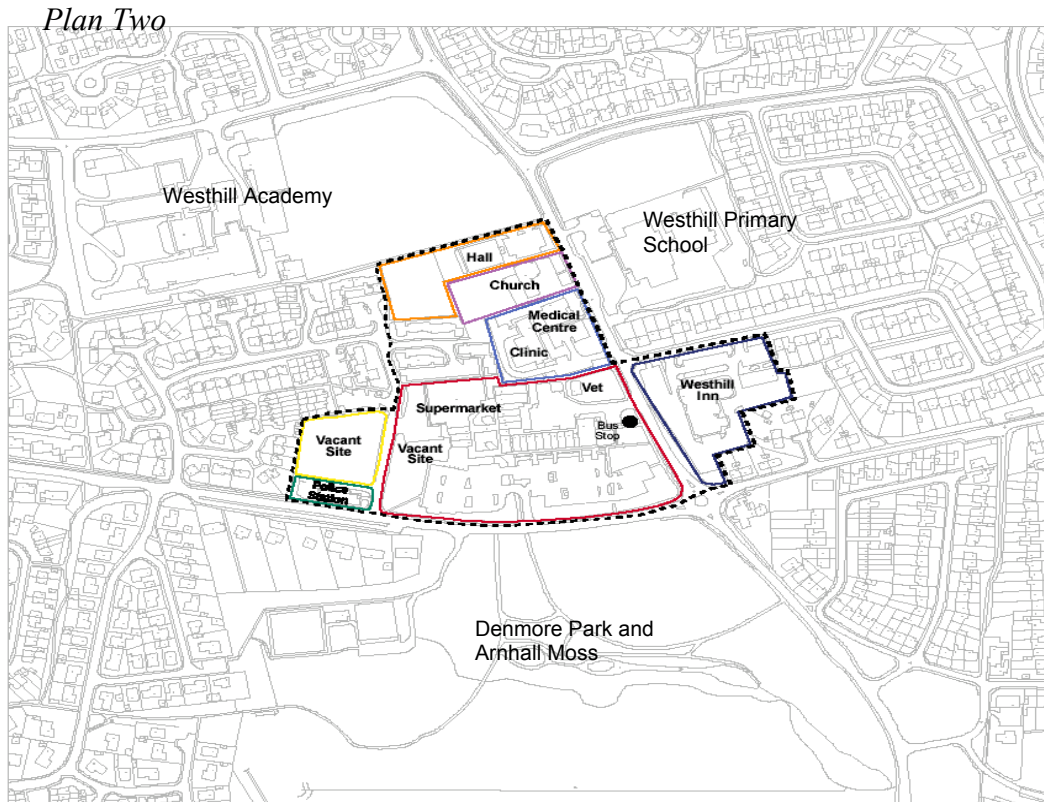 Plan Two
Westhill Academy
Westhill Primary
School
Hall
Church
Medical
Centre
Clinic
Westhill
Inn
Vet
Supermarket
Bus
Stop
Vacant
Site
Vacant
Site
Police
Station
Denmore Park and
Arnhall Moss